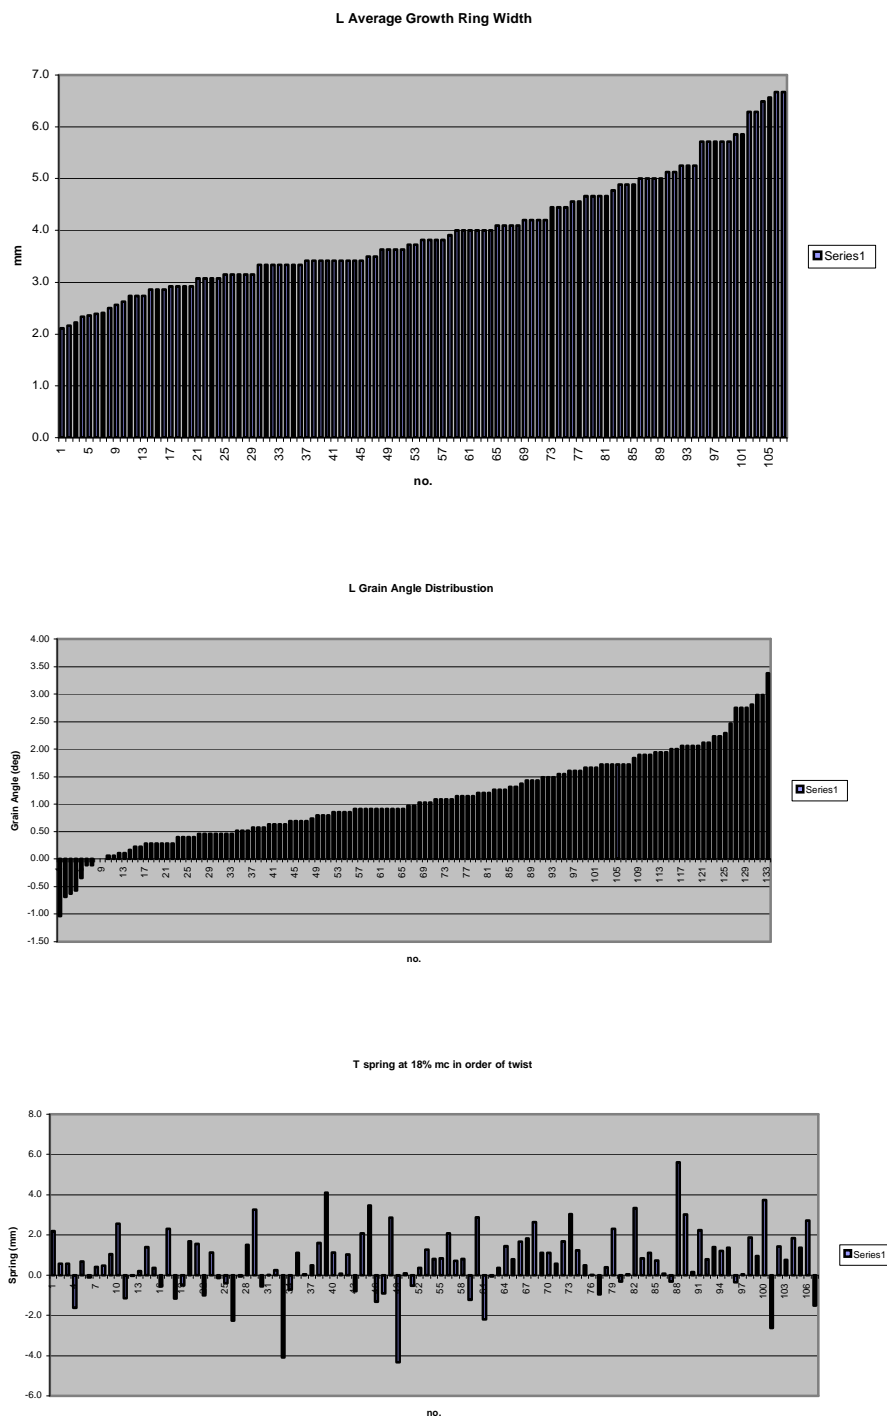 L Average Growth Ring Width
7.0
6.0
5.0
4.0
3.0
2.0
1.0
0.0
mm
1 5 9 13 17 21 25 29 33 37 41 45 49 53 57 61 65 69 73 77 81 85 89 93 97 101 105
no.
Series1
L Grain Angle Distribustion
4.00
3.50
3.00
2.50
2.00
1.50
1.00
0.50
0.00
-0.50
-1.00
-1.50
Grain Angle (deg)
9 13 17 21 25 29 33 37 41 45 49 53 57 61 65 69 73 77 81 85 89 93 97 101 105 109 113 117 121 125 129 133
no.
Series1
T spring at 18% mc in order of twist
8.0
6.0
4.0
2.0
0.0
-2.0
-4.0
-6.0
Spring (mm)
1 4 7 10 13 25 28 31 37 40 43 46 52 55 58 64 67 70 73 76 79 82 85 88 91 94 97 100 103 106
no.
Series1